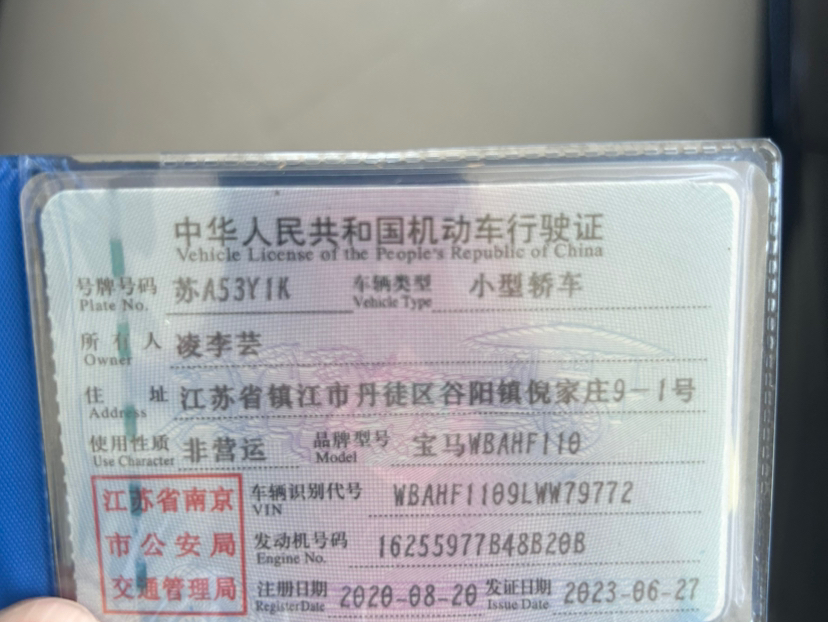 中华人民共和国机动车行驶证
Vehicle License of the People's Republic of China
号牌号码 苏A53Y1K 车辆类型 小型轿车
Plate No. Vehicle Type
所有人 凌李芸
Owner
住址 江苏省镇江市丹徒区谷阳镇倪家庄9-1号
Address
使用性质 非营运 品牌型号 宝马WBAHF110
Use Character Model
江苏省南京 车辆识别代号 WBAHF1109LWW79772
VIN
市公安局 发动机号码 16255977B48B20B
Engine No.
交通管理局 注册日期 2020-08-20 发证日期 2023-06-27
Register Date Issue Date